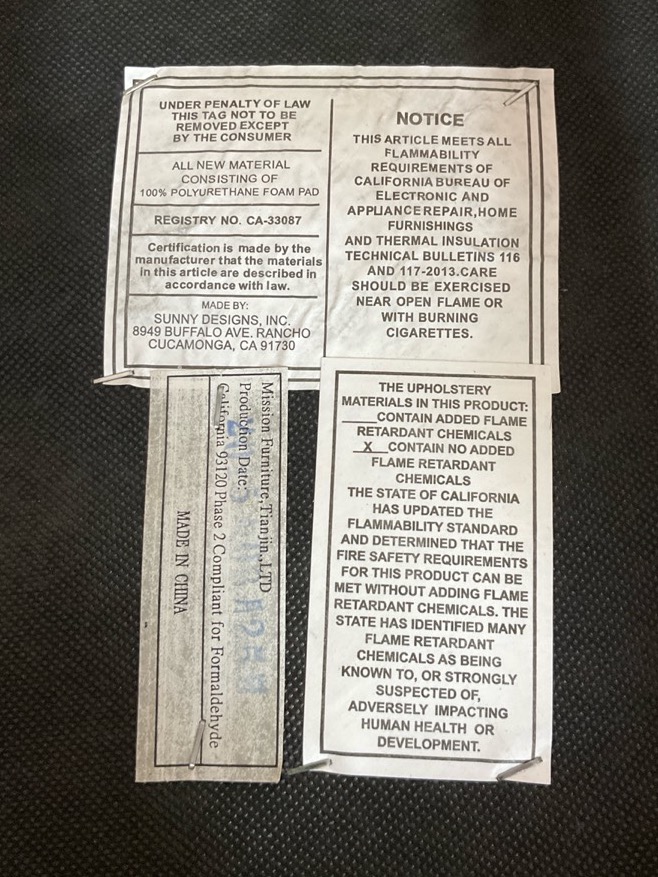 UNDER PENALTY OF LAW
THIS TAG NOT TO BE
REMOVED EXCEPT
BY THE CONSUMER
ALL NEW MATERIAL
CONSISTING OF
100% POLYURETHANE FOAM PAD
REGISTRY NO. CA-33087
Certification is made by the
manufacturer that the materials
in this article are described in
accordance with law.
MADE BY:
SUNNY DESIGNS, INC.
8949 BUFFALO AVE. RANCHO
CUCAMONGA, CA 91730
NOTICE
THIS ARTICLE MEETS ALL
FLAMMABILITY
REQUIREMENTS OF
CALIFORNIA BUREAU OF
ELECTRONIC AND
APPLIANCE REPAIR, HOME
FURNISHINGS
AND THERMAL INSULATION
TECHNICAL BULLETINS 116
AND 117-2013.CARE
SHOULD BE EXERCISED
NEAR OPEN FLAME OR
WITH BURNING
CIGARETTES.
Mission Furniture,Tianjin.,LTD
Production Date:
California 93120 Phase 2 Compliant for Formaldehyde
MADE IN CHINA
THE UPHOLSTERY
MATERIALS IN THIS PRODUCT:
____CONTAIN ADDED FLAME
RETARDANT CHEMICALS
_X_CONTAIN NO ADDED
FLAME RETARDANT
CHEMICALS
THE STATE OF CALIFORNIA
HAS UPDATED THE
FLAMMABILITY STANDARD
AND DETERMINED THAT THE
FIRE SAFETY REQUIREMENTS
FOR THIS PRODUCT CAN BE
MET WITHOUT ADDING FLAME
RETARDANT CHEMICALS. THE
STATE HAS IDENTIFIED MANY
FLAME RETARDANT
CHEMICALS AS BEING
KNOWN TO, OR STRONGLY
SUSPECTED OF,
ADVERSELY IMPACTING
HUMAN HEALTH OR
DEVELOPMENT.